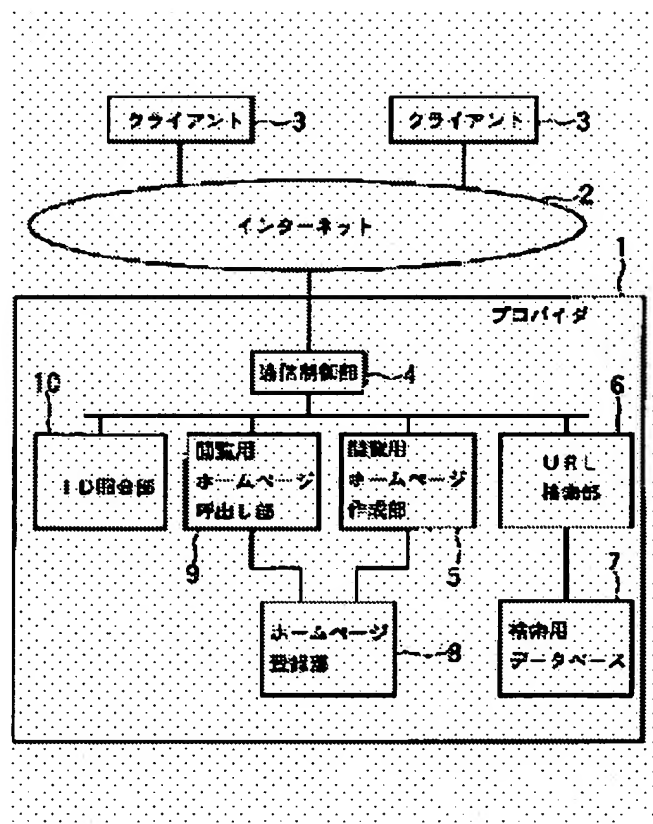 クライアント
3
クライアント
3
2
インターネット
1
プロバイダ
通信制御部
4
10
6
ID照合部
閲覧用
ホームページ
呼出し部
閲覧用
ホームページ
作成部
URL
検索部
9
5
7
ホームページ
登録部
8
検索用
データベース